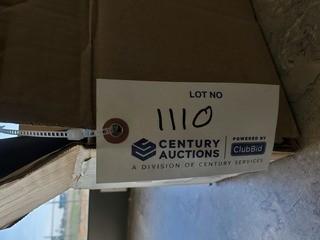 LOT NO
1110
CENTURY AUCTIONS
POWERED BY
ClubBid
A DIVISION OF CENTURY SERVICES